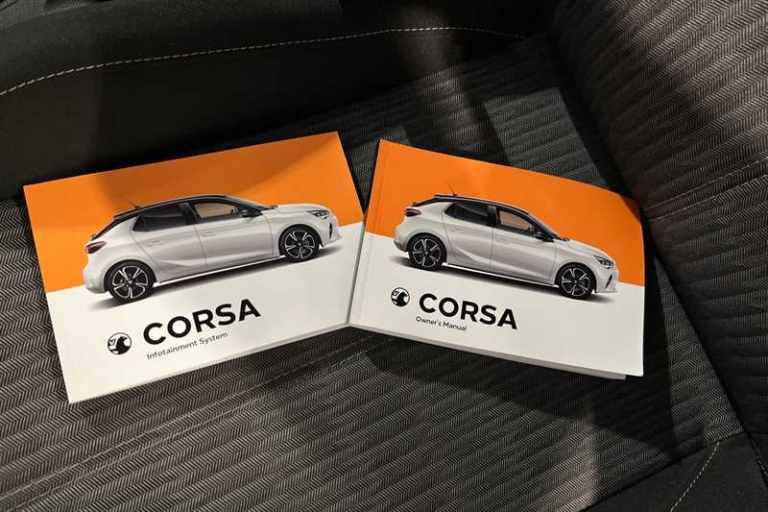 CORSA
Infotainment System
CORSA
Owner's Manual